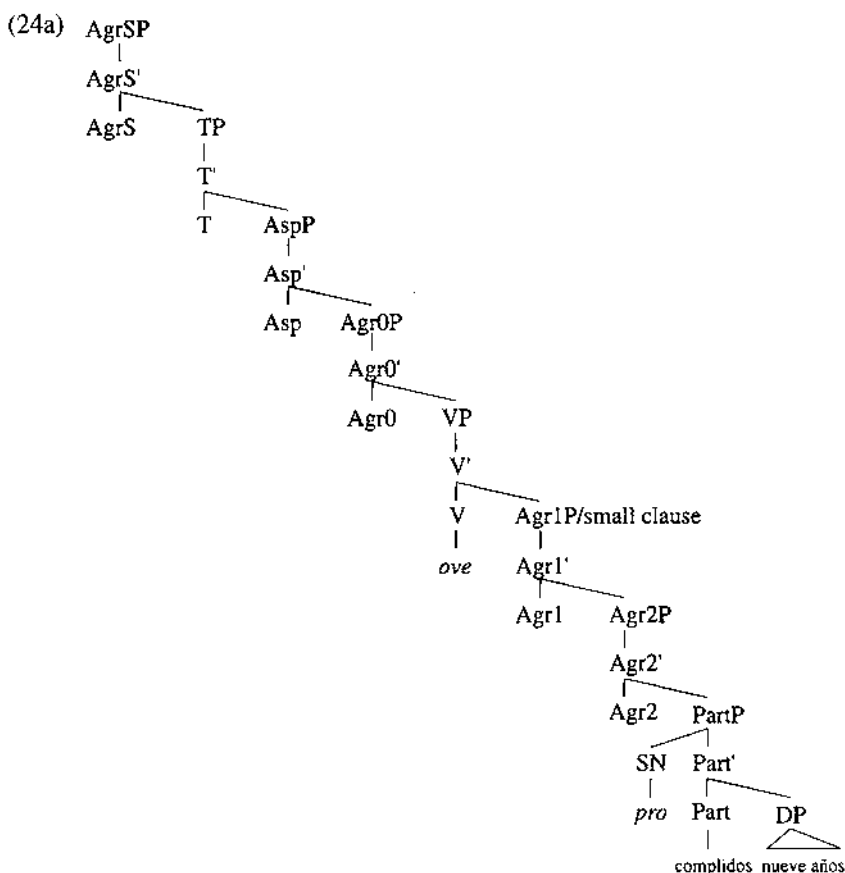 (24a) AgrSP
AgrS'
AgrS TP
T'
T AspP
Asp'
Asp Agr0P
Agr0'
Agr0 VP
V'
V Agr1P/small clause
ove Agr1'
Agr1 Agr2P
Agr2'
Agr2 PartP
SN Part'
pro Part DP
complidos nueve años